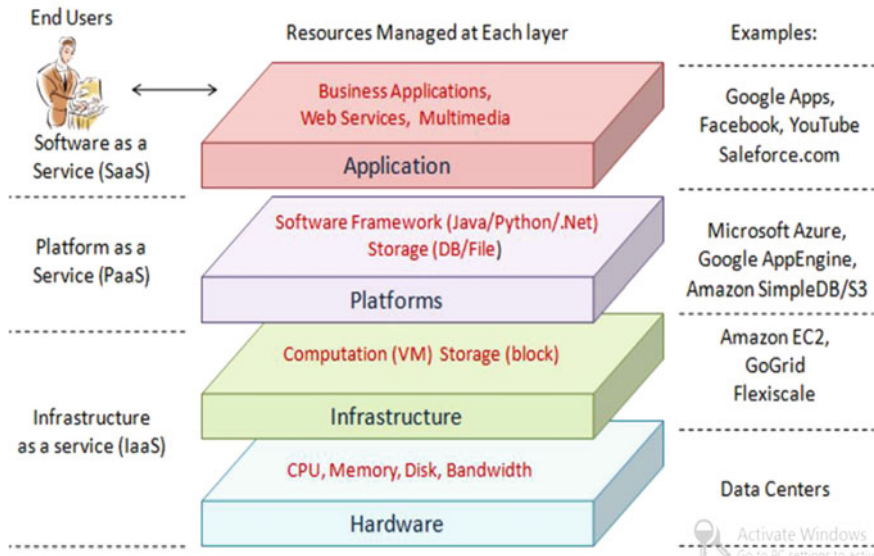 End Users
Resources Managed at Each layer
Examples:
Business Applications,
Web Services, Multimedia
Application
Software as a
Service (SaaS)
Google Apps,
Facebook, YouTube
Saleforce.com
Software Framework (Java/Python/.Net)
Storage (DB/File)
Platforms
Platform as a
Service (PaaS)
Microsoft Azure,
Google AppEngine,
Amazon SimpleDB/S3
Computation (VM) Storage (block)
Infrastructure
Amazon EC2,
GoGrid
Flexiscale
Infrastructure
as a service (IaaS)
CPU, Memory, Disk, Bandwidth
Hardware
Data Centers
Activate Windows